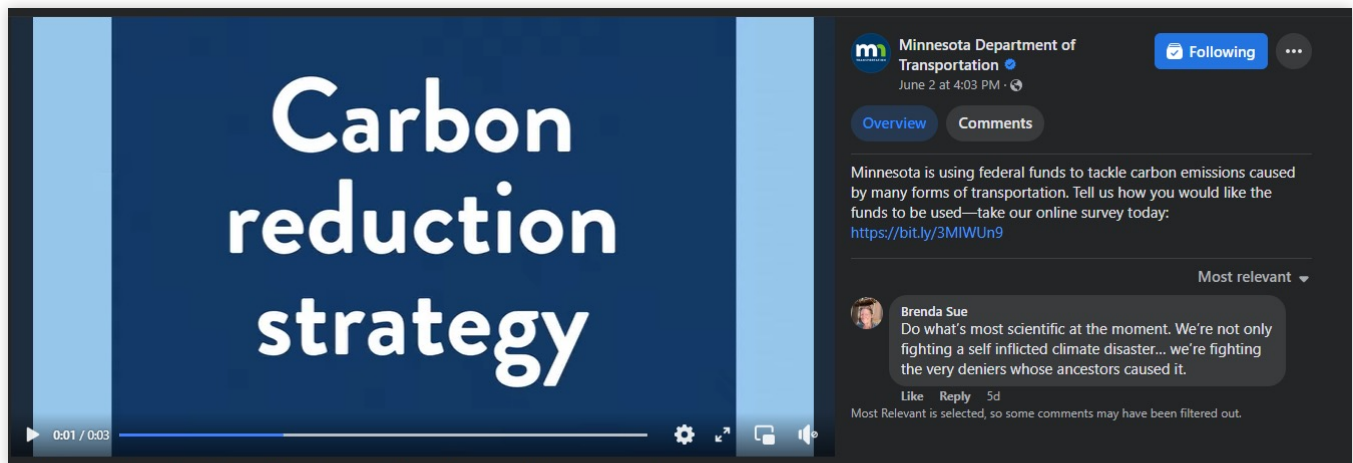 Carbon
reduction
strategy
0:01 / 0:03
Minnesota Department of
Transportation
June 2 at 4:03 PM ·
Following
Overview
Comments
Minnesota is using federal funds to tackle carbon emissions caused
by many forms of transportation. Tell us how you would like the
funds to be used—take our online survey today:
https://bit.ly/3MIWUn9
Most relevant
Brenda Sue
Do what's most scientific at the moment. We're not only
fighting a self inflicted climate disaster... we're fighting
the very deniers whose ancestors caused it.
Like Reply 5d
Most Relevant is selected, so some comments may have been filtered out.